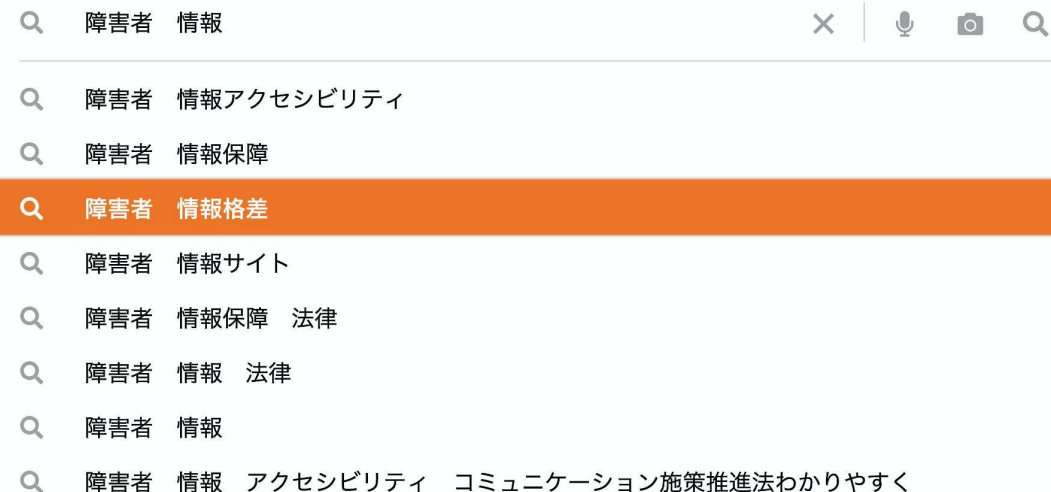 障害者　情報
障害者　情報アクセシビリティ
障害者　情報保障
障害者　情報格差
障害者　情報サイト
障害者　情報保障　法律
障害者　情報　法律
障害者　情報
障害者　情報　アクセシビリティ　コミュニケーション施策推進法わかりやすく